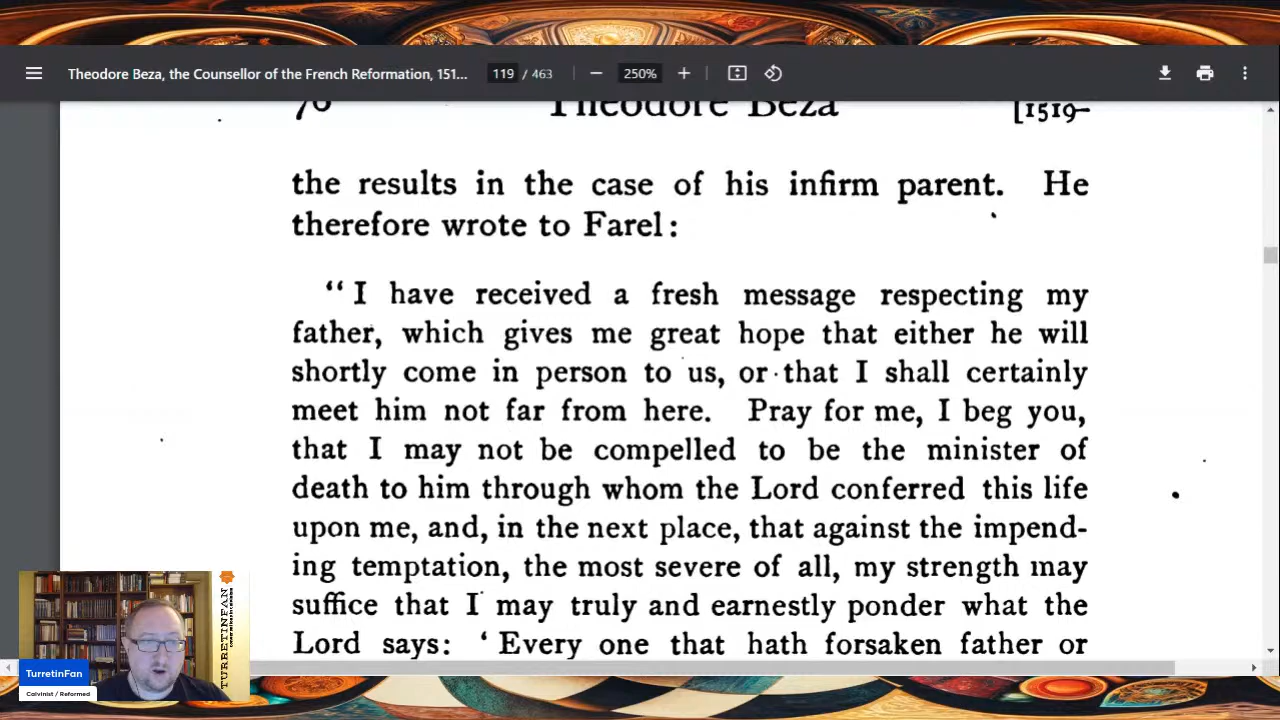 Theodore Beza, the Counsellor of the French Reformation, 151...
119 / 463
250%
76 Theodore Beza [1519-
the results in the case of his infirm parent. He
therefore wrote to Farel:
"I have received a fresh message respecting my
father, which gives me great hope that either he will
shortly come in person to us, or that I shall certainly
meet him not far from here. Pray for me, I beg you,
that I may not be compelled to be the minister of
death to him through whom the Lord conferred this life
upon me, and, in the next place, that against the impend-
ing temptation, the most severe of all, my strength may
suffice that I may truly and earnestly ponder what the
Lord says: 'Every one that hath forsaken father or
TURRETINFAN
TurretinFan
Calvinist / Reformed